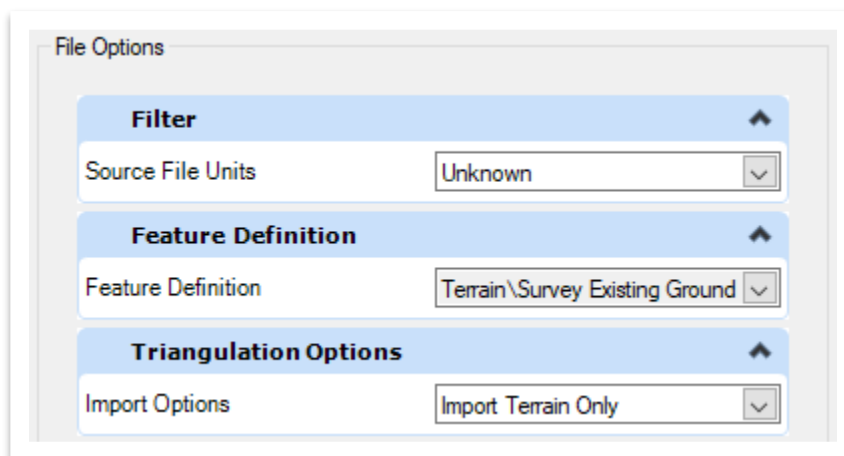 File Options
Filter
Source File Units Unknown
Feature Definition
Feature Definition Terrain\Survey Existing Ground
Triangulation Options
Import Options Import Terrain Only